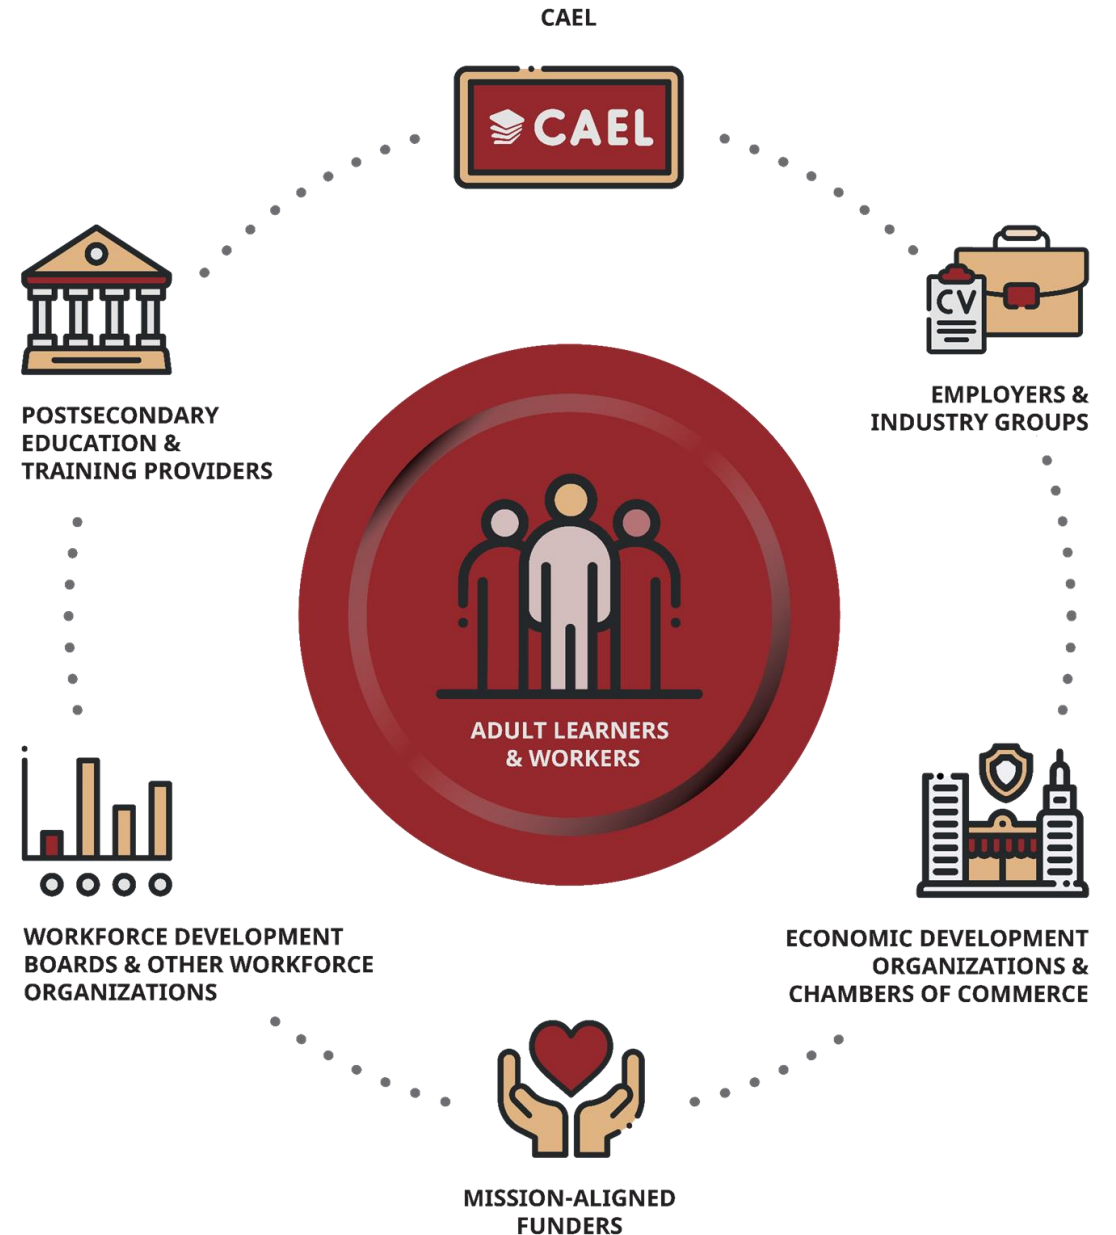 CAEL
CAEL
CV
POSTSECONDARY
EDUCATION &
TRAINING PROVIDERS
EMPLOYERS &
INDUSTRY GROUPS
ADULT LEARNERS
& WORKERS
WORKFORCE DEVELOPMENT
BOARDS & OTHER WORKFORCE
ORGANIZATIONS
ECONOMIC DEVELOPMENT
ORGANIZATIONS &
CHAMBERS OF COMMERCE
MISSION-ALIGNED
FUNDERS